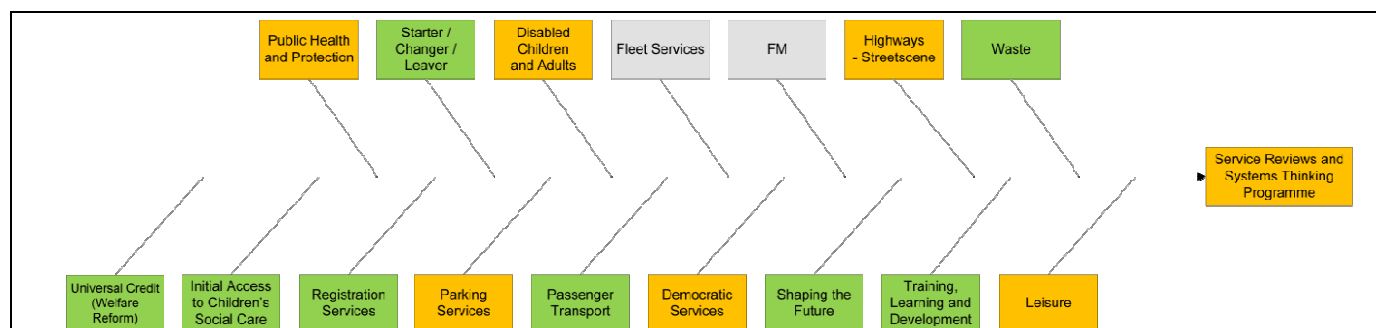 Public Health
and Protection
Starter /
Changer /
Leaver
Disabled
Children
and Adults
Fleet Services
FM
Highways
- Streetscene
Waste
Service Reviews and
Systems Thinking
Programme
Universal Credit
(Welfare
Reform)
Initial Access
to Children's
Social Care
Registration
Services
Parking
Services
Passenger
Transport
Democratic
Services
Shaping the
Future
Training,
Learning and
Development
Leisure